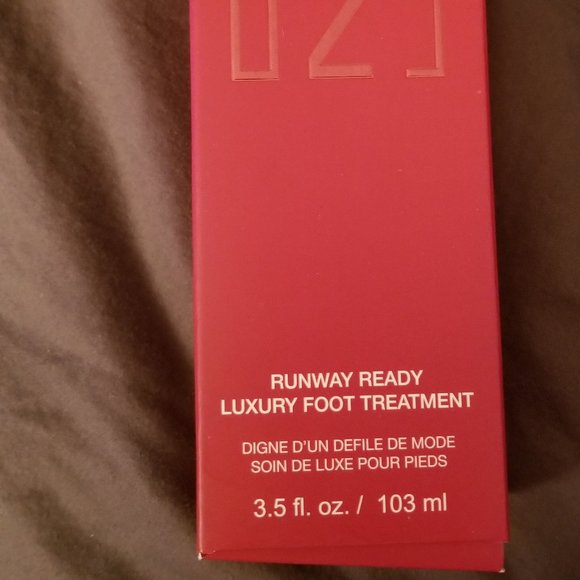 RUNWAY READY
LUXURY FOOT TREATMENT
DIGNE D'UN DEFILE DE MODE
SOIN DE LUXE POUR PIEDS
3.5 fl. oz. / 103 ml